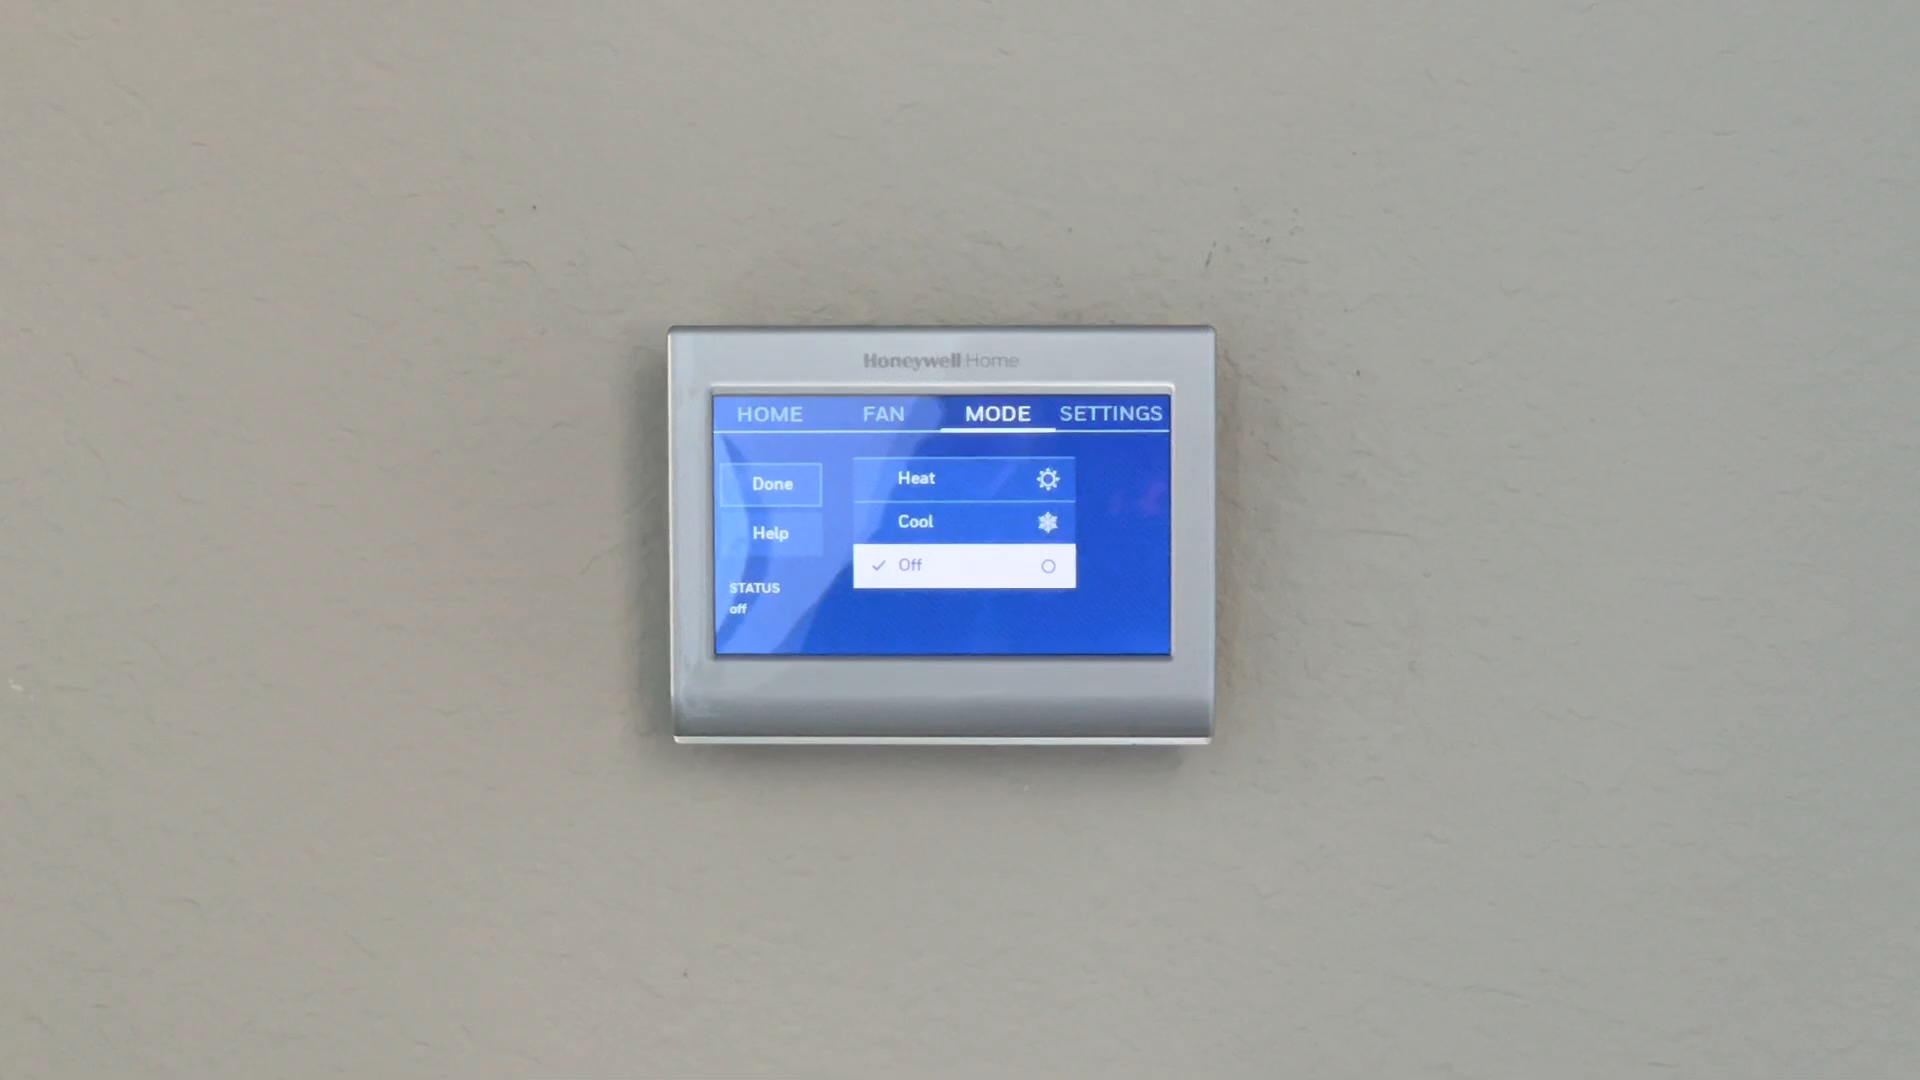 Honeywell Home
HOME FAN MODE SETTINGS
Done
Help
STATUS
off
Heat
Cool
Off